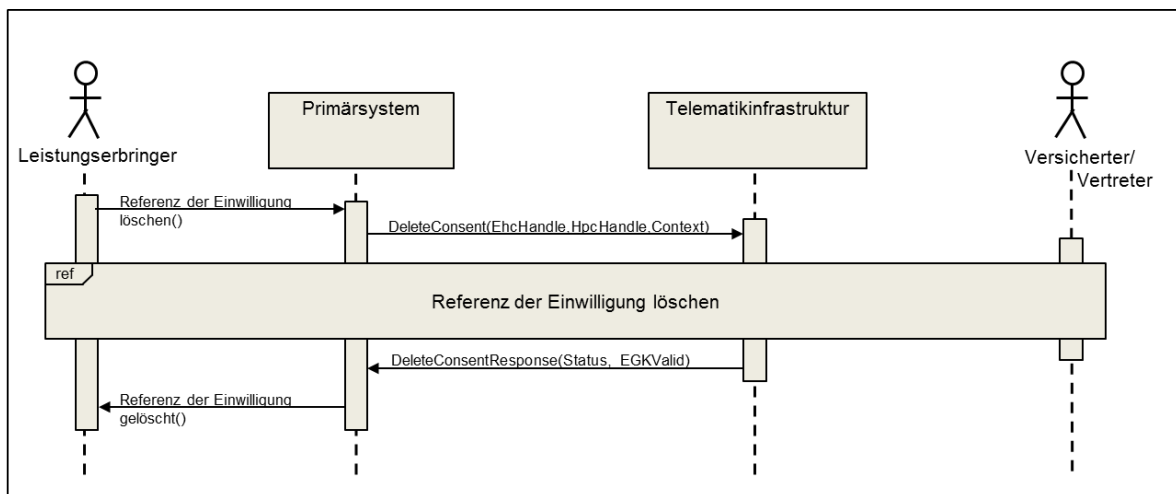 Primärsystem
Telematikinfrastruktur
Leistungserbringer
Versicherter/
Vertreter
Referenz der Einwilligung
löschen()
DeleteConsent(EhcHandle,HpcHandle,Context)
ref
Referenz der Einwilligung löschen
DeleteConsentResponse(Status, EGKValid)
Referenz der Einwilligung
gelöscht()